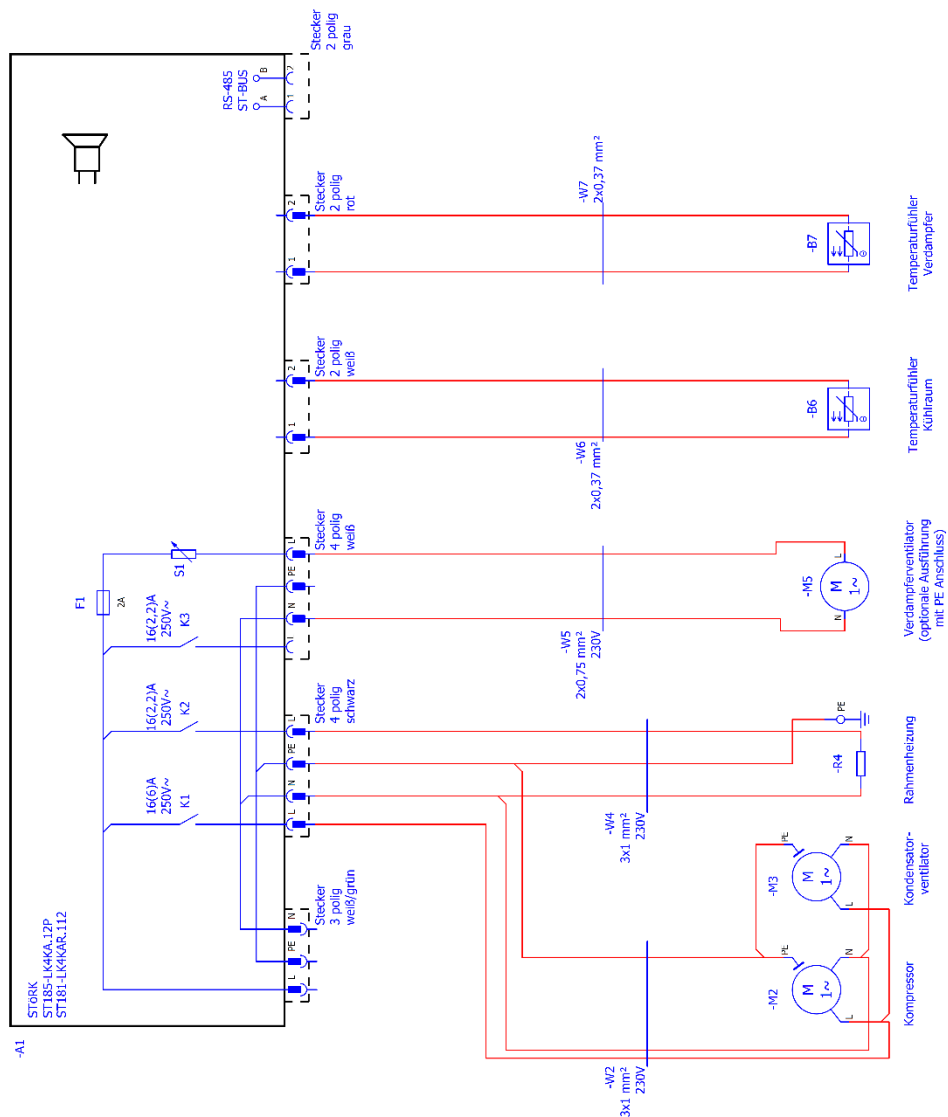 -A1
STÖRK
ST185-LK4KA.12P
ST181-LK4KAR.112
16(6)A
250V~
K1
16(2,2)A
250V~
K2
16(2,2)A
250V~
K3
F1
2A
S1
RS-485
ST-BUS
A
B
L
PE
N
Stecker
3 polig
weiß/grün
L
N
PE
L
Stecker
4 polig
schwarz
N
PE
L
Stecker
4 polig
weiß
1
2
Stecker
2 polig
weiß
1
2
Stecker
2 polig
rot
1
2
Stecker
2 polig
grau
-W2
3x1 mm²
230V
-W4
3x1 mm²
230V
-W5
2x0,75 mm²
230V
-W6
2x0,37 mm²
-W7
2x0,37 mm²
-M2
M
1~
PE
L
N
Kompressor
-M3
M
1~
PE
L
N
Kondensator-
ventilator
-R4
PE
Rahmenheizung
-M5
M
1~
N
L
Verdampferventilator
(optionale Ausführung
mit PE Anschluss)
-B6
Temperaturfühler
Kühlraum
-B7
Temperaturfühler
Verdampfer